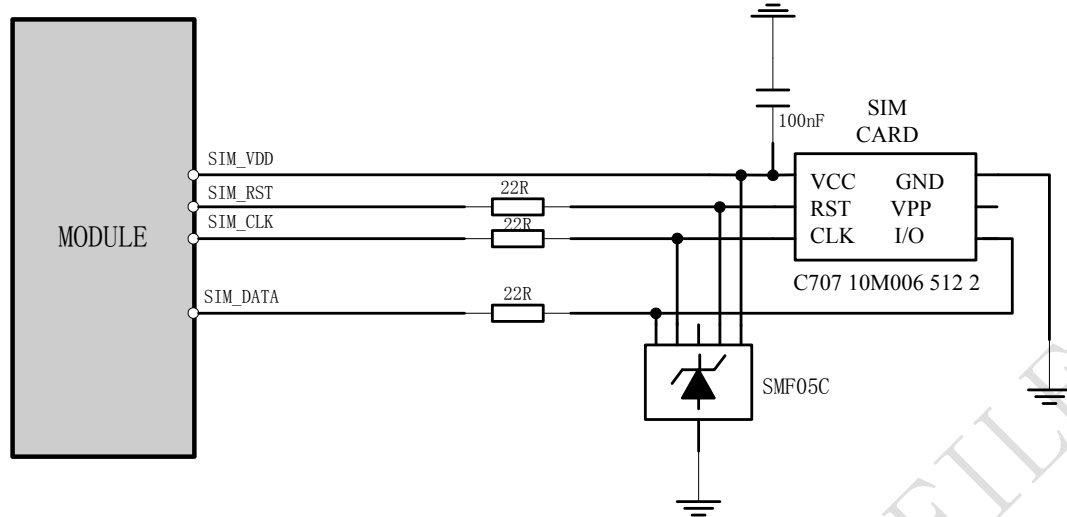 100nF
SIM
CARD
SIM_VDD
SIM_RST
22R
SIM_CLK
22R
VCC GND
RST VPP
CLK I/O
MODULE
C707 10M006 512 2
SIM_DATA
22R
SMF05C
FILE